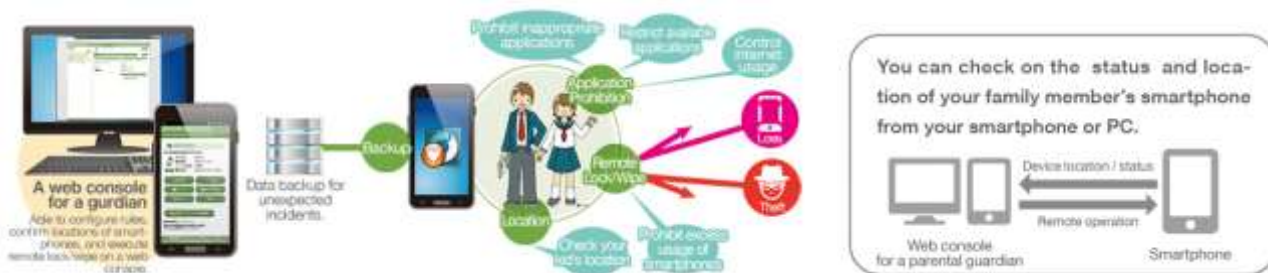 A web console
for a gurdian
Able to configure rules,
confirm locations of smart-
phones, and execute
remote lock/wipe on a web
console.
Data backup for
unexpected
incidents.
Backup
Prohibit inappropriate
applications
Restrict available
applications
Control
Internet
usage
Application
Prohibition
Remote
Lock/Wipe
Loss
Theft
Location
Check your
kid's location
Prohibit excess
usage of
smartphones
You can check on the status and loca-
tion of your family member's smartphone
from your smartphone or PC.
Device location / status
Remote operation
Web console
for a parental guardian
Smartphone